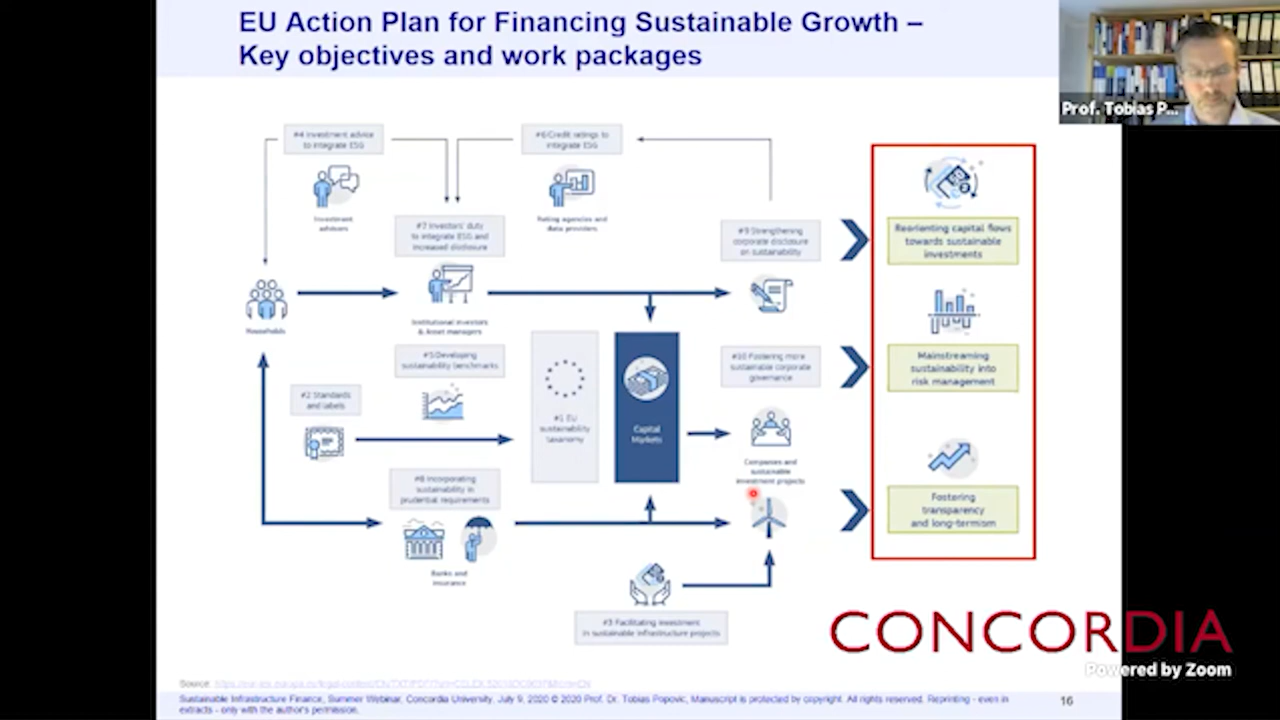 EU Action Plan for Financing Sustainable Growth –
Key objectives and work packages
Prof. Tobias P...
#4 Investment advice
to integrate ESG
Investment
advisors
#6 Credit ratings to
integrate ESG
Rating agencies and
data providers
#7 Investors' duty
to integrate ESG and
increased disclosure
Institutional investors
& Asset managers
#9 Strengthening
corporate disclosure
on sustainability
Reorienting capital flows
towards sustainable
investments
Households
#5 Developing
sustainability benchmarks
#2 Standards
and labels
#1 EU
sustainability
taxonomy
Capital
Markets
#10 Fostering more
sustainable corporate
governance
Mainstreaming
sustainability into
risk management
Companies and
sustainable
investment projects
#8 Incorporating
sustainability in
prudential requirements
Banks and
insurance
Fostering
transparency
and long-termism
#3 Facilitating investment
in sustainable infrastructure projects
CONCORDIA
Powered by Zoom
Source:
Sustainable Infrastructure Finance, Summer Webinar, Concordia University, July 9, 2020 © 2020 Prof. Dr. Tobias Popovic, Manuscript is protected by copyright. All rights reserved. Reprinting - even in
extracts - only with the author's permission.
16